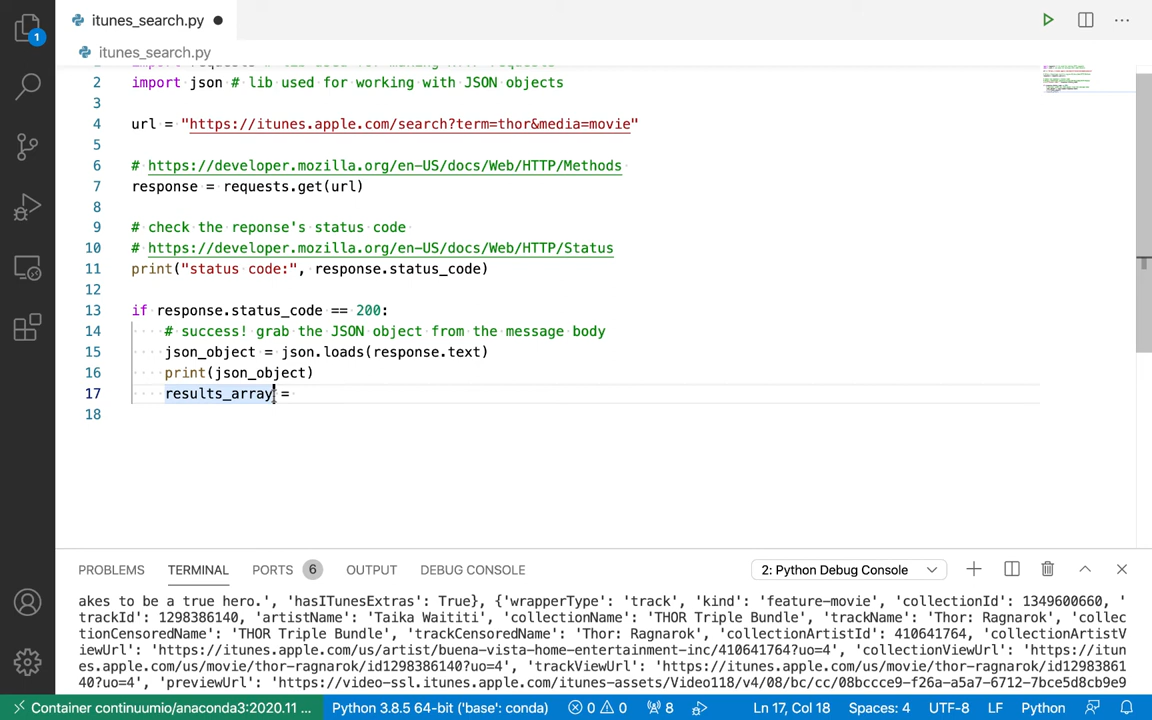 1
itunes_search.py
itunes_search.py
1 import requests # lib used for making HTTP requests
2 import json # lib used for working with JSON objects
3
4 url = "https://itunes.apple.com/search?term=thor&media=movie"
5
6 # https://developer.mozilla.org/en-US/docs/Web/HTTP/Methods
7 response = requests.get(url)
8
9 # check the reponse's status code
10 # https://developer.mozilla.org/en-US/docs/Web/HTTP/Status
11 print("status code:", response.status_code)
12
13 if response.status_code == 200:
14 # success! grab the JSON object from the message body
15 json_object = json.loads(response.text)
16 print(json_object)
17 results_array =
18
PROBLEMS TERMINAL PORTS 6 OUTPUT DEBUG CONSOLE 2: Python Debug Console
akes to be a true hero.', 'hasITunesExtras': True}, {'wrapperType': 'track', 'kind': 'feature-movie', 'collectionId': 1349600660, '
trackId': 1298386140, 'artistName': 'Taika Waititi', 'collectionName': 'THOR Triple Bundle', 'trackName': 'Thor: Ragnarok', 'collec
tionCensoredName': 'THOR Triple Bundle', 'trackCensoredName': 'Thor: Ragnarok', 'collectionArtistId': 410641764, 'collectionArtistV
iewUrl': 'https://itunes.apple.com/us/artist/buena-vista-home-entertainment-inc/410641764?uo=4', 'collectionViewUrl': 'https://itun
es.apple.com/us/movie/thor-ragnarok/id1298386140?uo=4', 'trackViewUrl': 'https://itunes.apple.com/us/movie/thor-ragnarok/id12983861
40?uo=4', 'previewUrl': 'https://video-ssl.itunes.apple.com/itunes-assets/Video118/v4/08/bc/cc/08bccce9-f26a-a5a7-6712-7bce5d8cb9e9
Container continuumio/anaconda3:2020.11 ... Python 3.8.5 64-bit ('base': conda) 0 0 8 Ln 17, Col 18 Spaces: 4 UTF-8 LF Python